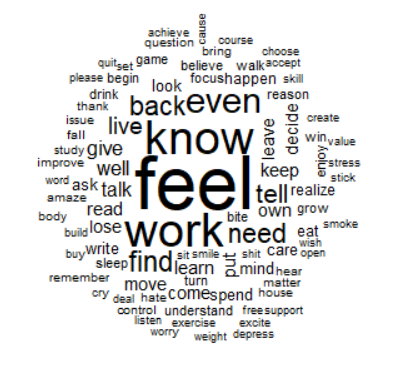 achieve
cause
question
bring
course
choose
quit
set
game
believe
walk
accept
please
begin
look
focus
happen
skill
drink
back
even
reason
thank
issue
live
know
leave
decide
create
fall
give
win
value
study
enjoy
improve
well
feel
keep
stress
word
ask
talk
tell
realize
stick
amaze
read
own
grow
body
bite
build
lose
work
need
eat
smoke
wish
buy
write
find
sit
smile
shit
put
care
open
sleep
learn
mind
hear
remember
move
turn
matter
cry
deal
hate
come
spend
house
control
understand
free
support
listen
exercise
excite
worry
weight
depress